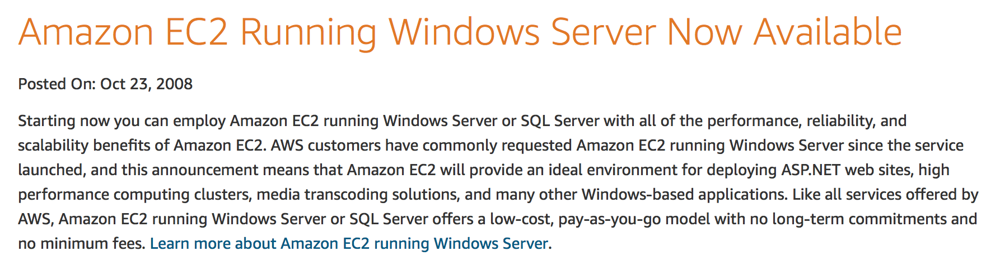 Amazon EC2 Running Windows Server Now Available
Posted On: Oct 23, 2008
Starting now you can employ Amazon EC2 running Windows Server or SQL Server with all of the performance, reliability, and
scalability benefits of Amazon EC2. AWS customers have commonly requested Amazon EC2 running Windows Server since the service
launched, and this announcement means that Amazon EC2 will provide an ideal environment for deploying ASP.NET web sites, high
performance computing clusters, media transcoding solutions, and many other Windows-based applications. Like all services offered by
AWS, Amazon EC2 running Windows Server or SQL Server offers a low-cost, pay-as-you-go model with no long-term commitments and
no minimum fees. Learn more about Amazon EC2 running Windows Server.